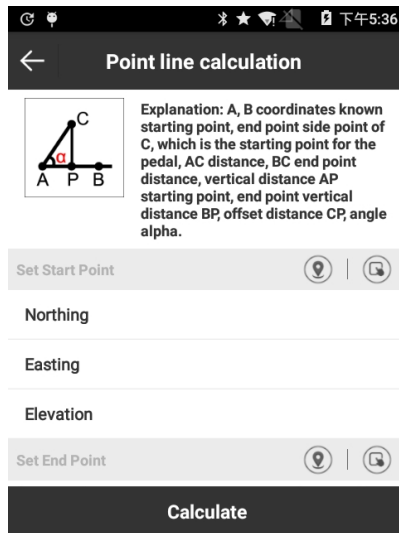 下午5:36
Point line calculation
C
α
A P B
Explanation: A, B coordinates known
starting point, end point side point of
C, which is the starting point for the
pedal, AC distance, BC end point
distance, vertical distance AP
starting point, end point vertical
distance BP, offset distance CP, angle
alpha.
Set Start Point
Northing
Easting
Elevation
Set End Point
Calculate